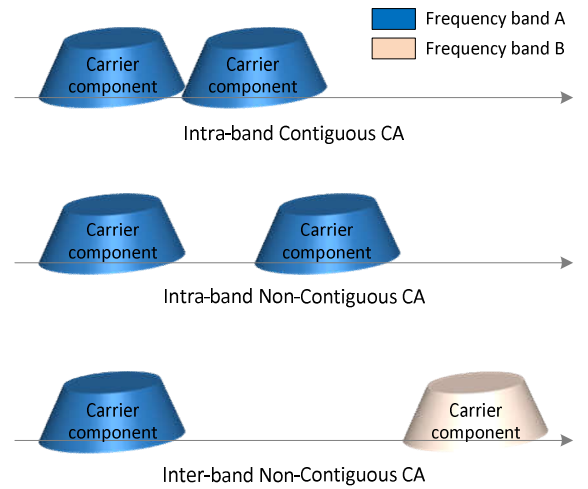 Frequency band A
Frequency band B
Carrier
component
Carrier
component
Intra-band Contiguous CA
Carrier
component
Carrier
component
Intra-band Non-Contiguous CA
Carrier
component
Carrier
component
Inter-band Non-Contiguous CA